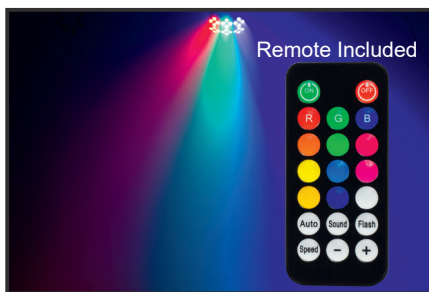 Remote Included
ON OFF
R G B
Auto Sound Flash
Speed - +